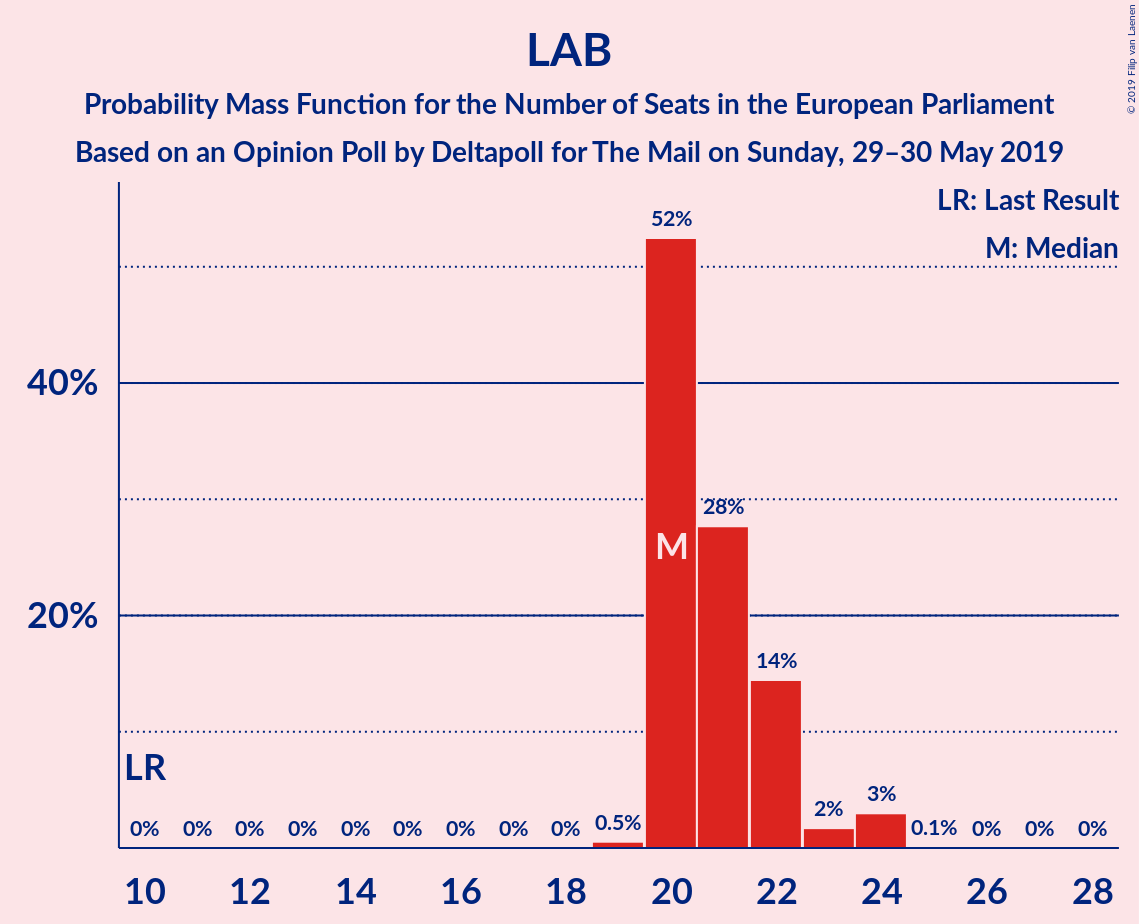 LAB
Probability Mass Function for the Number of Seats in the European Parliament
Based on an Opinion Poll by Deltapoll for The Mail on Sunday, 29–30 May 2019
© 2019 Filip van Laenen
LR: Last Result
M: Median
52%
40%
28%
M
20%
14%
LR
3%
2%
0% 0% 0% 0% 0% 0% 0% 0% 0% 0.5% 0.1% 0% 0% 0%
10 12 14 16 18 20 22 24 26 28